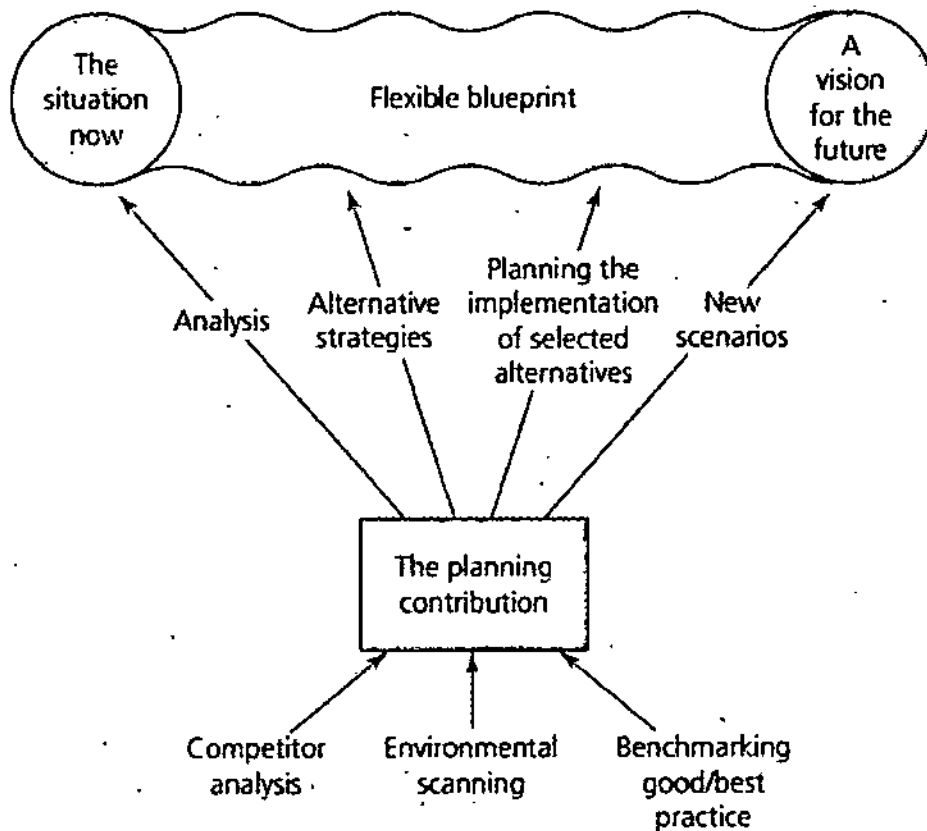 The
situation
now
Flexible blueprint
A
vision
for the
future
Analysis
Alternative
strategies
Planning the
implementation
of selected
alternatives
New
scenarios
The planning
contribution
Competitor
analysis
Environmental
scanning
Benchmarking
good/best
practice